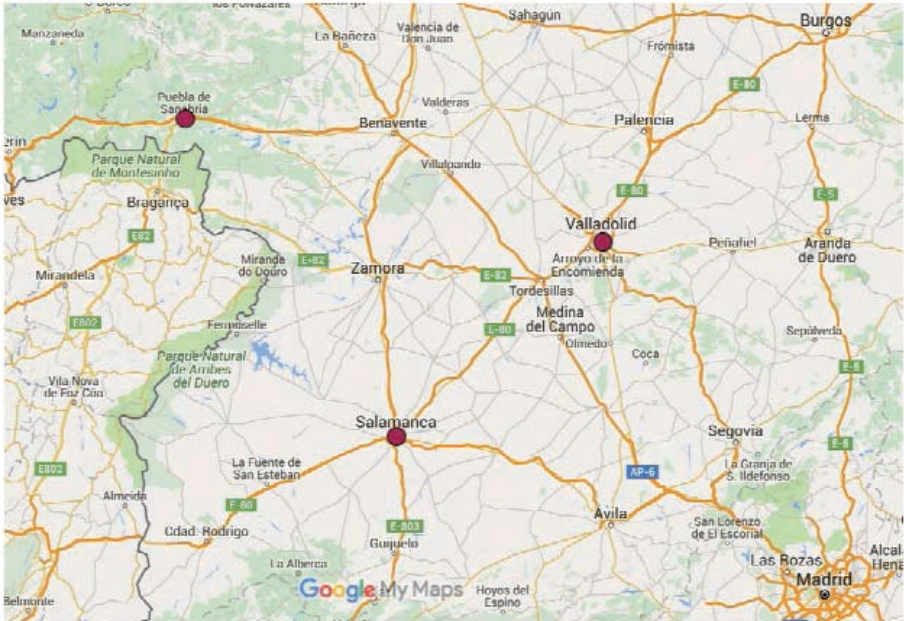 Manzaneda
La Bañeza
Valencia de
Don Juan
Sahagún
Burgos
Frómista
E-80
Puebla de
Sanabria
Valderas
Benavente
Palencia
Lerma
Parque Natural
de Montesinho
Villalpando
Bragança
E-80
E-5
Valladolid
E82
Arroyo de la
Encomienda
Peñafiel
Aranda
de Duero
Miranda
do Douro
E-82
Zamora
E-82
Tordesillas
Mirandela
E802
Fermoselle
E-80
Medina
del Campo
Olmedo
Sepúlveda
Coca
Parque Natural
de Arribes
del Duero
E-5
Vila Nova
de Foz Côa
Salamanca
Segovia
E-5
E802
La Fuente de
San Esteban
AP-6
La Granja de
S. Ildefonso
Almeida
E-80
Ávila
Cdad. Rodrigo
E-803
San Lorenzo
de El Escorial
Guijuelo
La Alberca
Las Rozas
Madrid
Google My Maps
Hoyos del
Espino
Belmonte